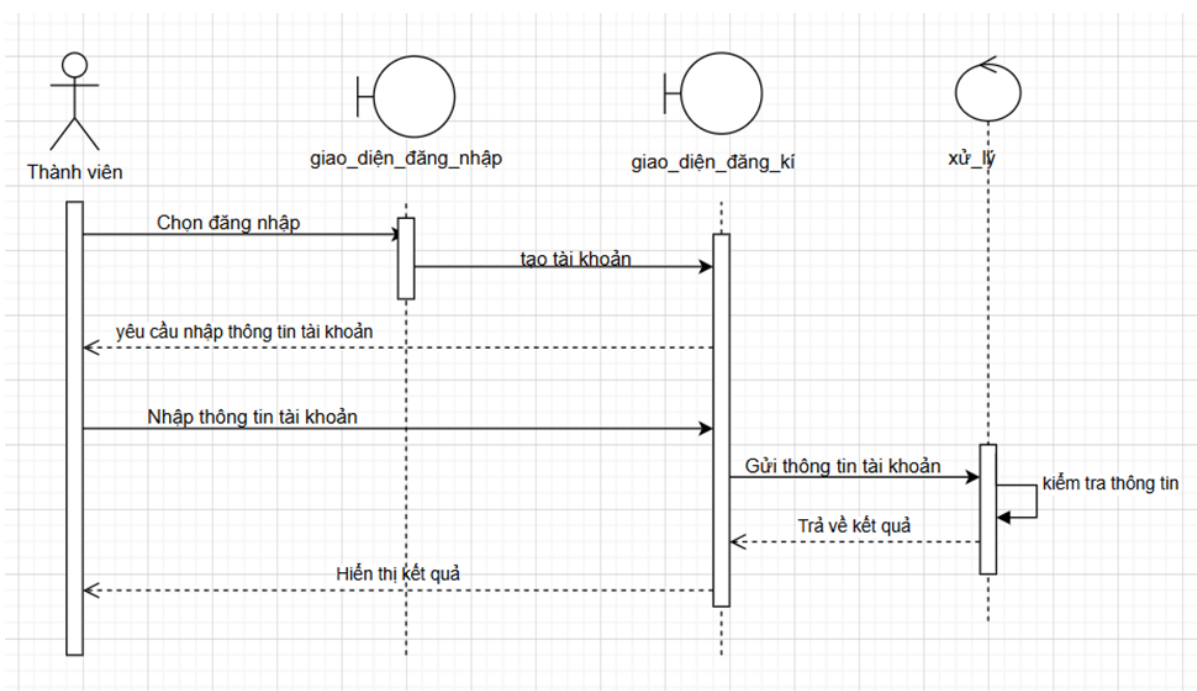 Thành viên
giao_diện_đăng_nhập
giao_diện_đăng_kí
xử_lý
Chọn đăng nhập
tạo tài khoản
yêu cầu nhập thông tin tài khoản
Nhập thông tin tài khoản
Gửi thông tin tài khoản
kiểm tra thông tin
Trả về kết quả
Hiển thị kết quả